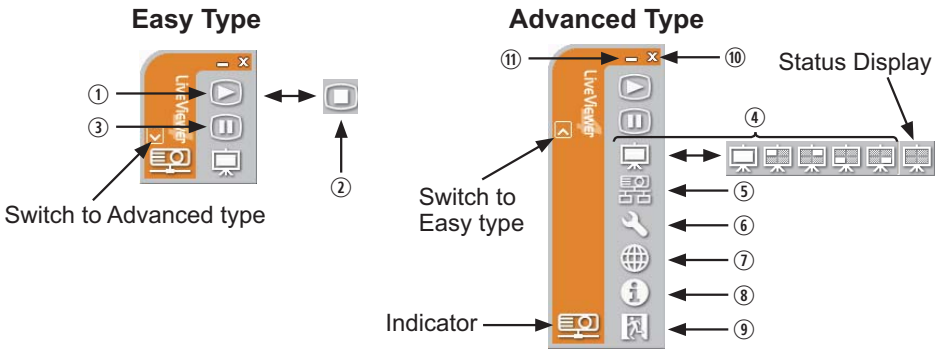 Easy Type
LiveViewer
①
③
②
Switch to Advanced type
Advanced Type
⑪
⑩
Status Display
LiveViewer
④
Switch to
Easy type
⑤
⑥
⑦
⑧
Indicator
⑨